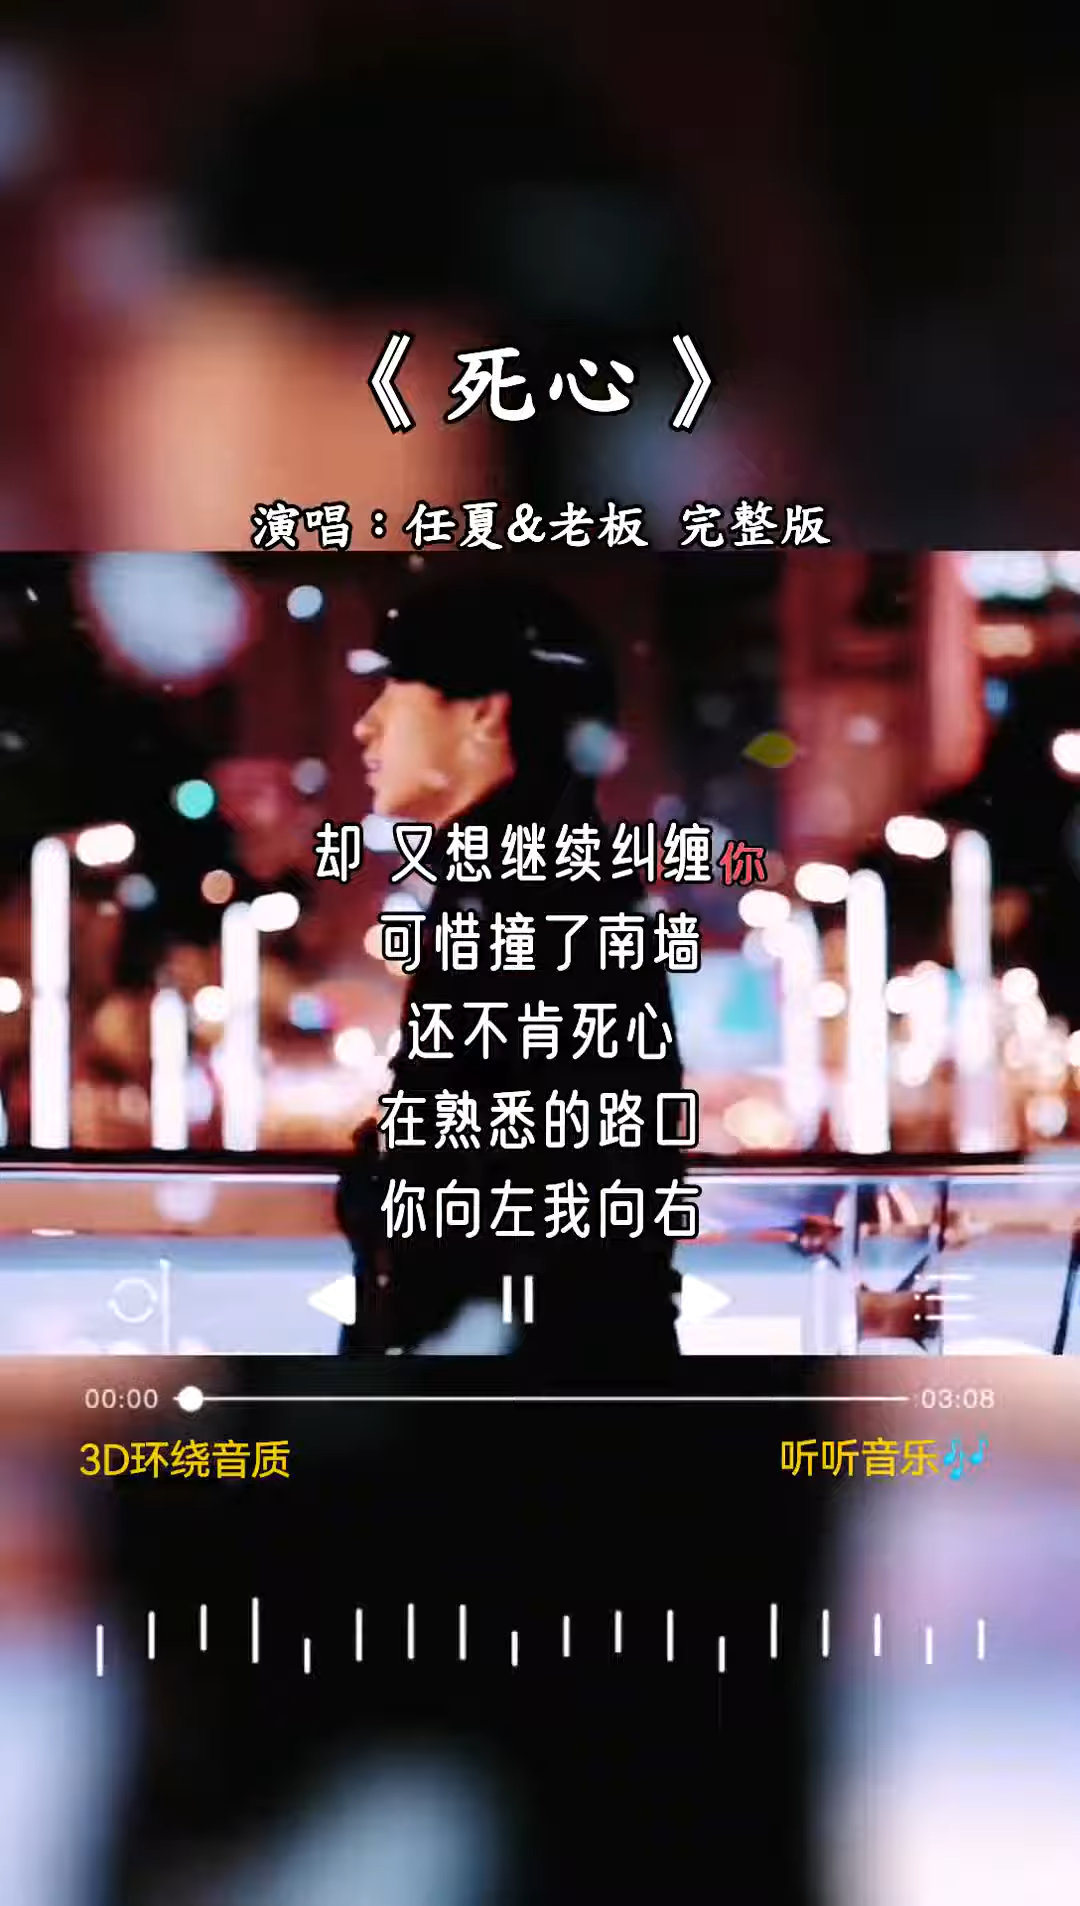 《 死心 》
演唱：任夏&老板 完整版
却 又想继续纠缠你
可惜撞了南墙
还不肯死心
在熟悉的路口
你向左我向右
00:00 03:08
3D环绕音质 听听音乐🎶